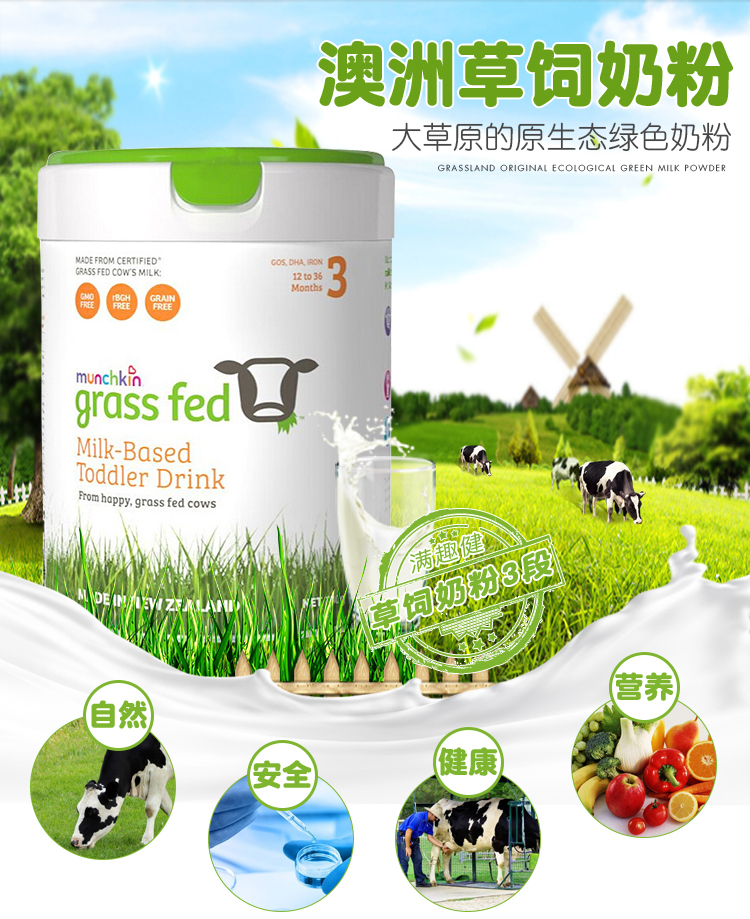 澳洲草饲奶粉
大草原的原生态绿色奶粉
GRASSLAND ORIGINAL ECOLOGICAL GREEN MILK POWDER
MADE FROM CERTIFIED™
GRASS FED COW'S MILK:
GMO FREE
rBGH FREE
GRAIN FREE
GOS, DHA, IRON
12 to 36
Months
3
munchkin
grass fed
Milk-Based
Toddler Drink
From happy, grass fed cows
MADE IN NEW ZEALAND
NET
满趣健
草饲奶粉3段
自然
安全
健康
营养